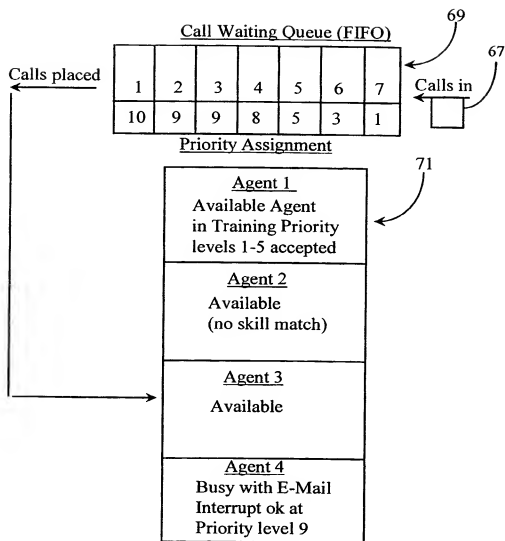 Call Waiting Queue (FIFO)
69
67
Calls placed
1 2 3 4 5 6 7
Calls in
10 9 9 8 5 3 1
Priority Assignment
71
Agent 1
Available Agent
in Training Priority
levels 1-5 accepted
Agent 2
Available
(no skill match)
Agent 3
Available
Agent 4
Busy with E-Mail
Interrupt ok at
Priority level 9